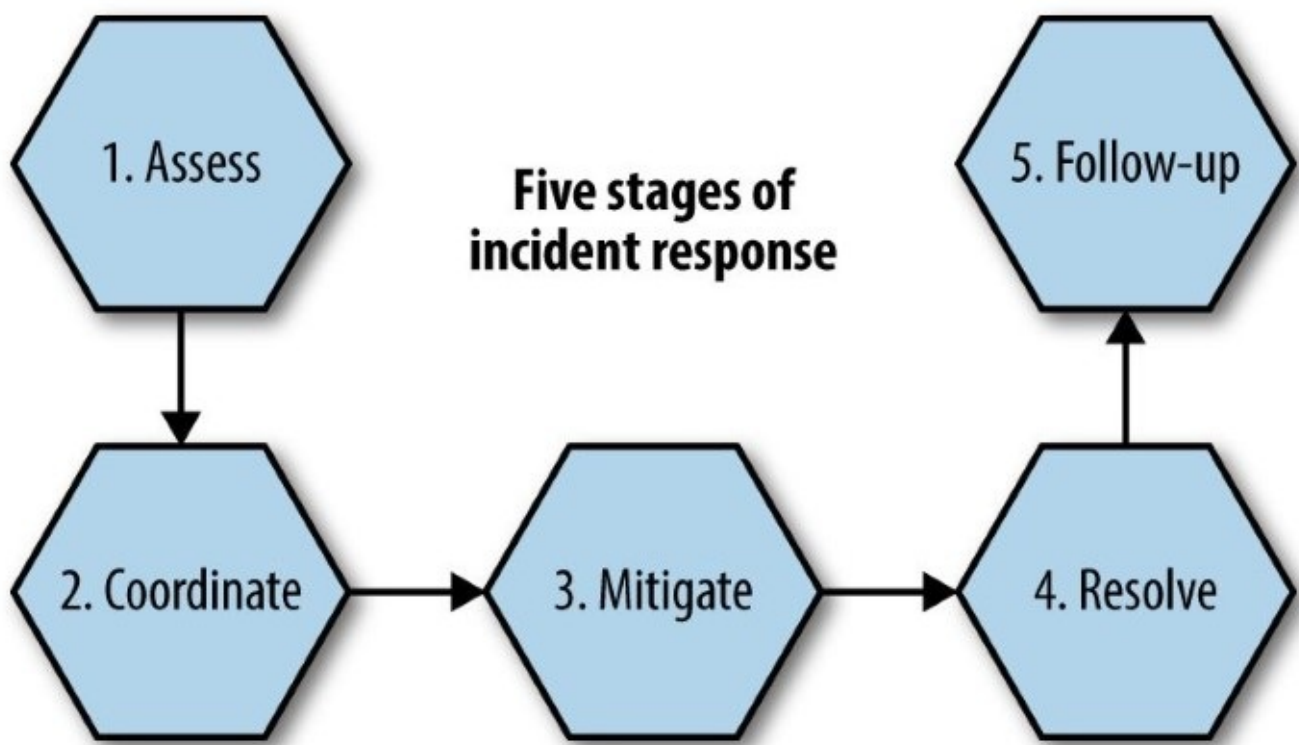 1. Assess
Five stages of
incident response
5. Follow-up
2. Coordinate
3. Mitigate
4. Resolve